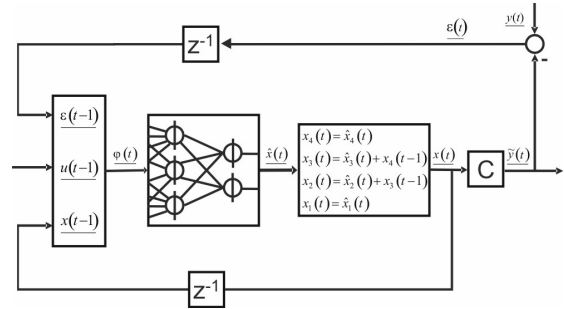 y(t)
ε(t)
z⁻¹
-
ε(t-1)
u(t-1)
x(t-1)
φ(t)
x̂(t)
x₄(t)=x̂₄(t)
x₃(t)=x̂₃(t)+x₄(t-1)
x₂(t)=x̂₂(t)+x₃(t-1)
x₁(t)=x̂₁(t)
x(t)
C
ỹ(t)
z⁻¹